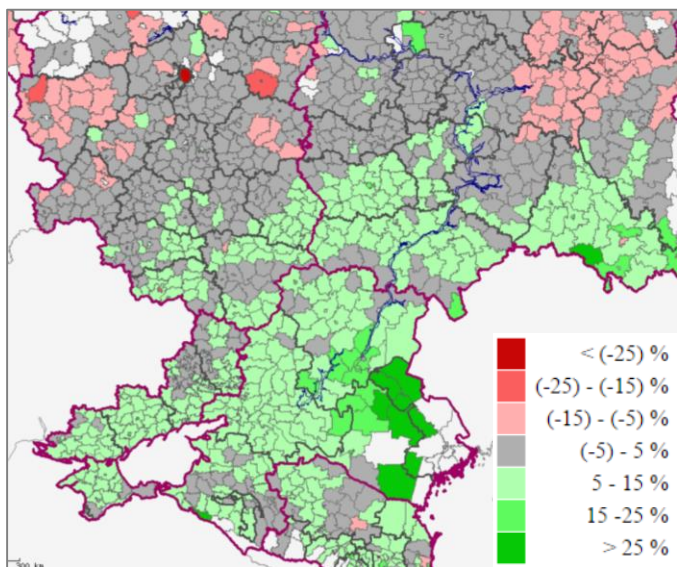 < (-25) %
(-25) - (-15) %
(-15) - (-5) %
(-5) - 5 %
5 - 15 %
15 -25 %
> 25 %